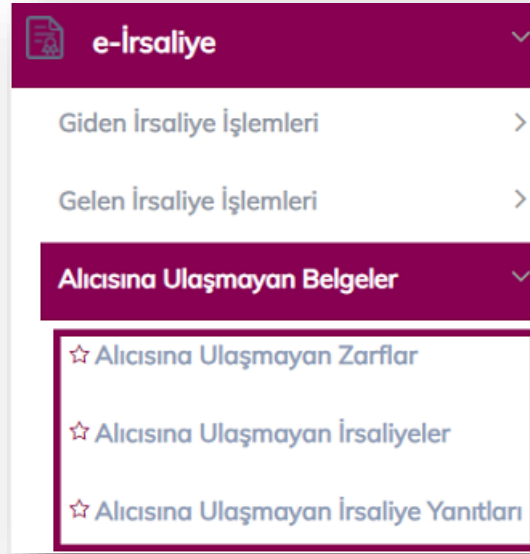 e-İrsaliye
Giden İrsaliye İşlemleri
Gelen İrsaliye İşlemleri
Alıcısına Ulaşmayan Belgeler
Alıcısına Ulaşmayan Zarflar
Alıcısına Ulaşmayan İrsaliyeler
Alıcısına Ulaşmayan İrsaliye Yanıtları